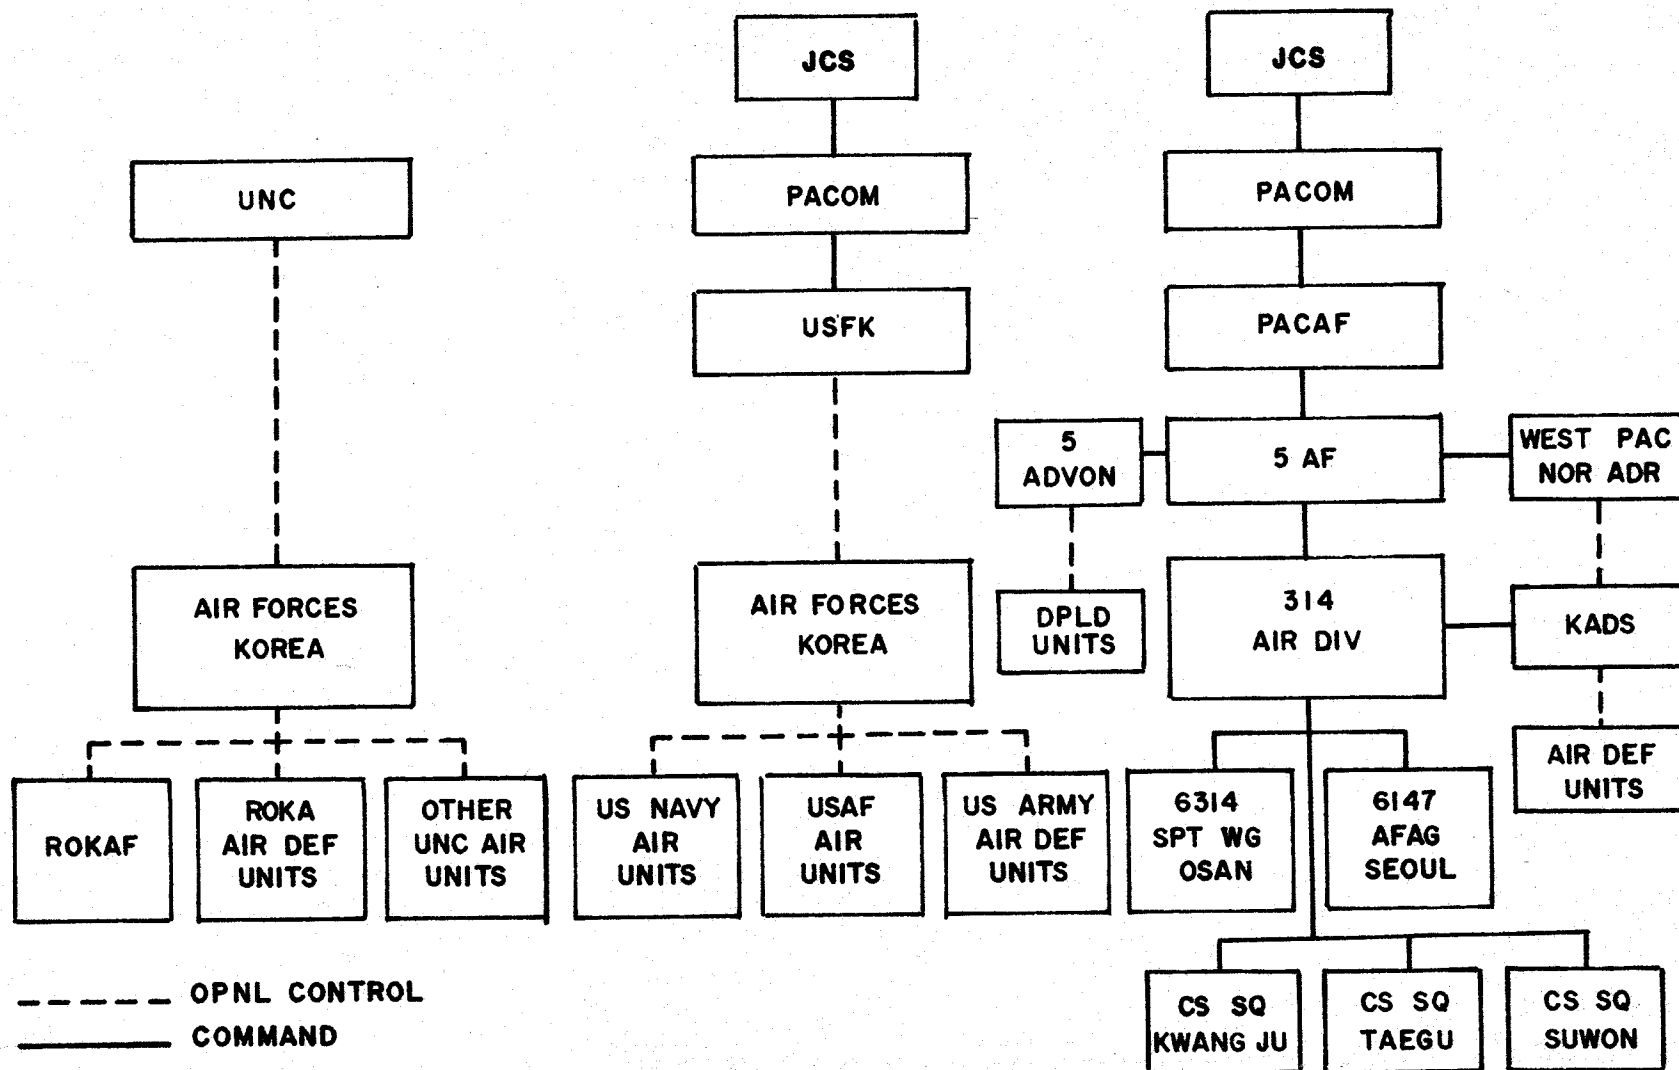 JCS
JCS
UNC
PACOM
PACOM
USFK
PACAF
5
ADVON
5 AF
WEST PAC
NOR ADR
AIR FORCES
KOREA
AIR FORCES
KOREA
DPLD
UNITS
314
AIR DIV
KADS
ROKAF
ROKA
AIR DEF
UNITS
OTHER
UNC AIR
UNITS
US NAVY
AIR
UNITS
USAF
AIR
UNITS
US ARMY
AIR DEF
UNITS
6314
SPT WG
OSAN
6147
AFAG
SEOUL
AIR DEF
UNITS
CS SQ
KWANG JU
CS SQ
TAEGU
CS SQ
SUWON
OPNL CONTROL
COMMAND